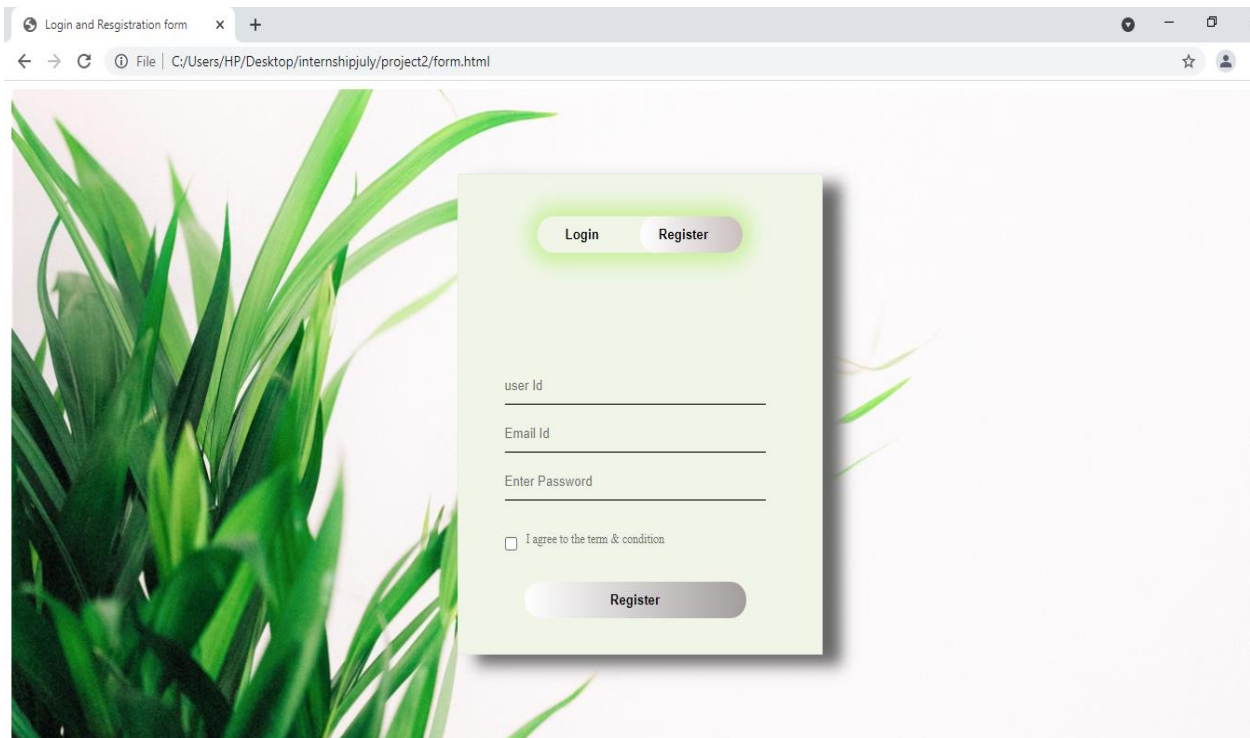 Login and Resgistration form
File | C:/Users/HP/Desktop/internshipjuly/project2/form.html
Login Register
user Id
Email Id
Enter Password
I agree to the term & condition
Register